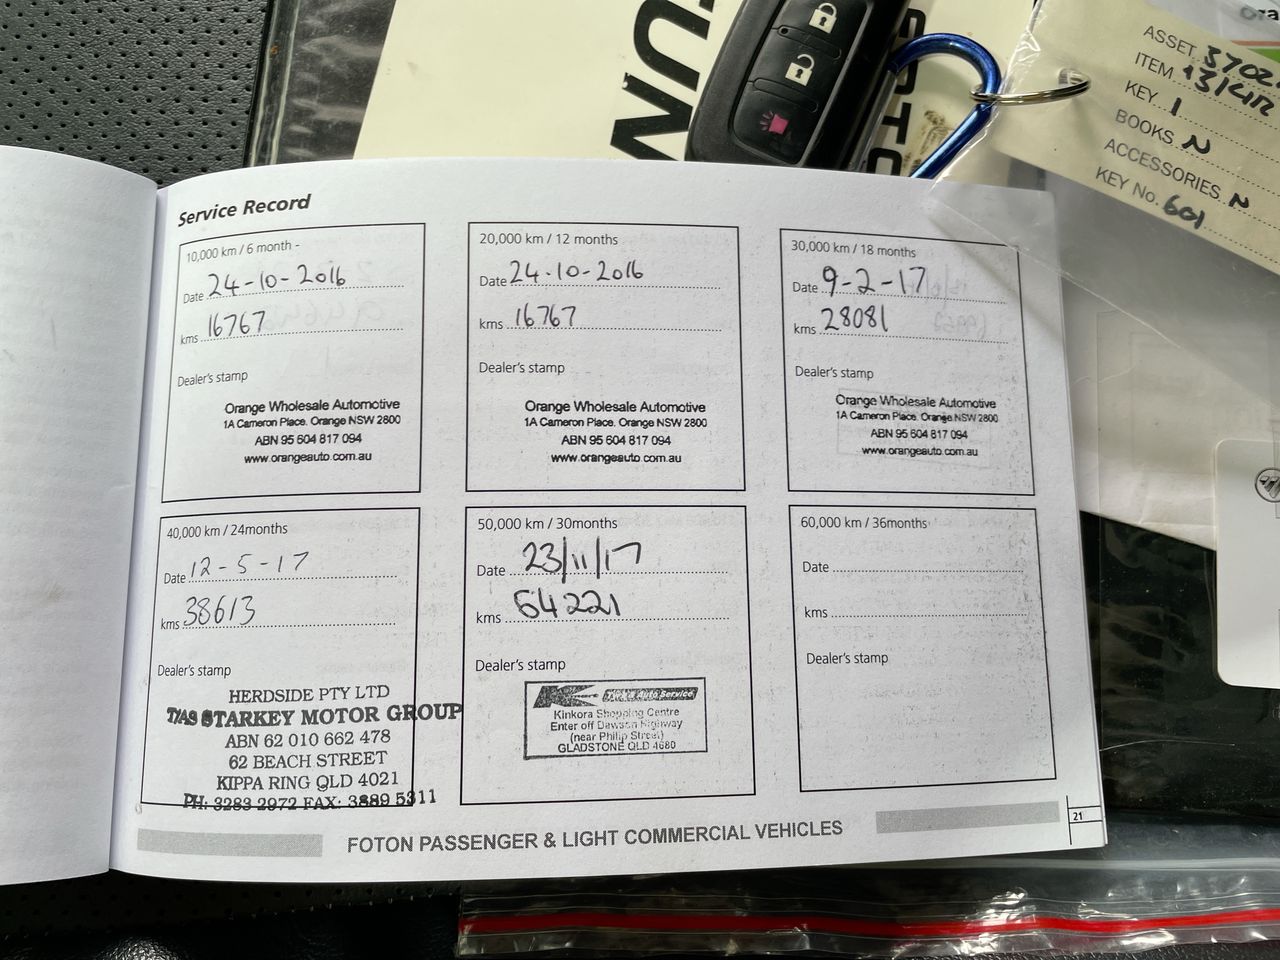 ASSET 3702
ITEM 131412
KEY 1
BOOKS N
ACCESSORIES N
KEY No. 601
Service Record
10,000 km / 6 month -
Date 24-10-2016
kms 16767
Dealer's stamp
Orange Wholesale Automotive
1A Cameron Place. Orange NSW 2800
ABN 95 604 817 094
www.orangeauto.com.au
20,000 km / 12 months
Date 24-10-2016
kms 16767
Dealer's stamp
Orange Wholesale Automotive
1A Cameron Place. Orange NSW 2800
ABN 95 604 817 094
www.orangeauto.com.au
30,000 km / 18 months
Date 9-2-17
kms 28081
Dealer's stamp
Orange Wholesale Automotive
1A Cameron Place, Orange NSW 2800
ABN 95 604 817 094
www.orangeauto.com.au
40,000 km / 24months
Date 12-5-17
kms 38613
Dealer's stamp
HERDSIDE PTY LTD
T/AS STARKEY MOTOR GROUP
ABN 62 010 662 478
62 BEACH STREET
KIPPA RING QLD 4021
PH: 3283 2972 FAX: 3889 5311
50,000 km / 30months
Date 23/11/17
kms 64221
Dealer's stamp
Auto Service
Kinkora Shopping Centre
Enter off Dawson Highway
(near Philip Street)
GLADSTONE QLD 4680
60,000 km / 36months
Date
kms
Dealer's stamp
FOTON PASSENGER & LIGHT COMMERCIAL VEHICLES
21